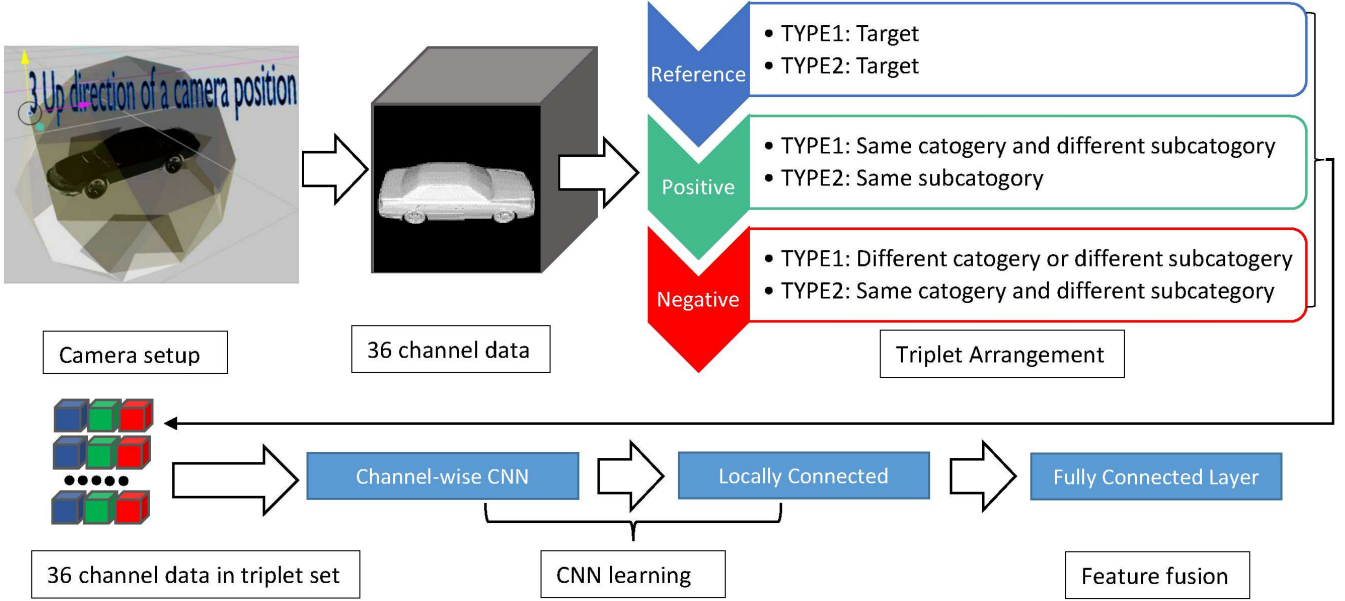 3 Up direction of a camera position
Reference
• TYPE1: Target
• TYPE2: Target
Positive
• TYPE1: Same catogery and different subcatogory
• TYPE2: Same subcatogory
Negative
• TYPE1: Different catogery or different subcatogery
• TYPE2: Same catogery and different subcategory
Camera setup
36 channel data
Triplet Arrangement
Channel-wise CNN
Locally Connected
Fully Connected Layer
36 channel data in triplet set
CNN learning
Feature fusion